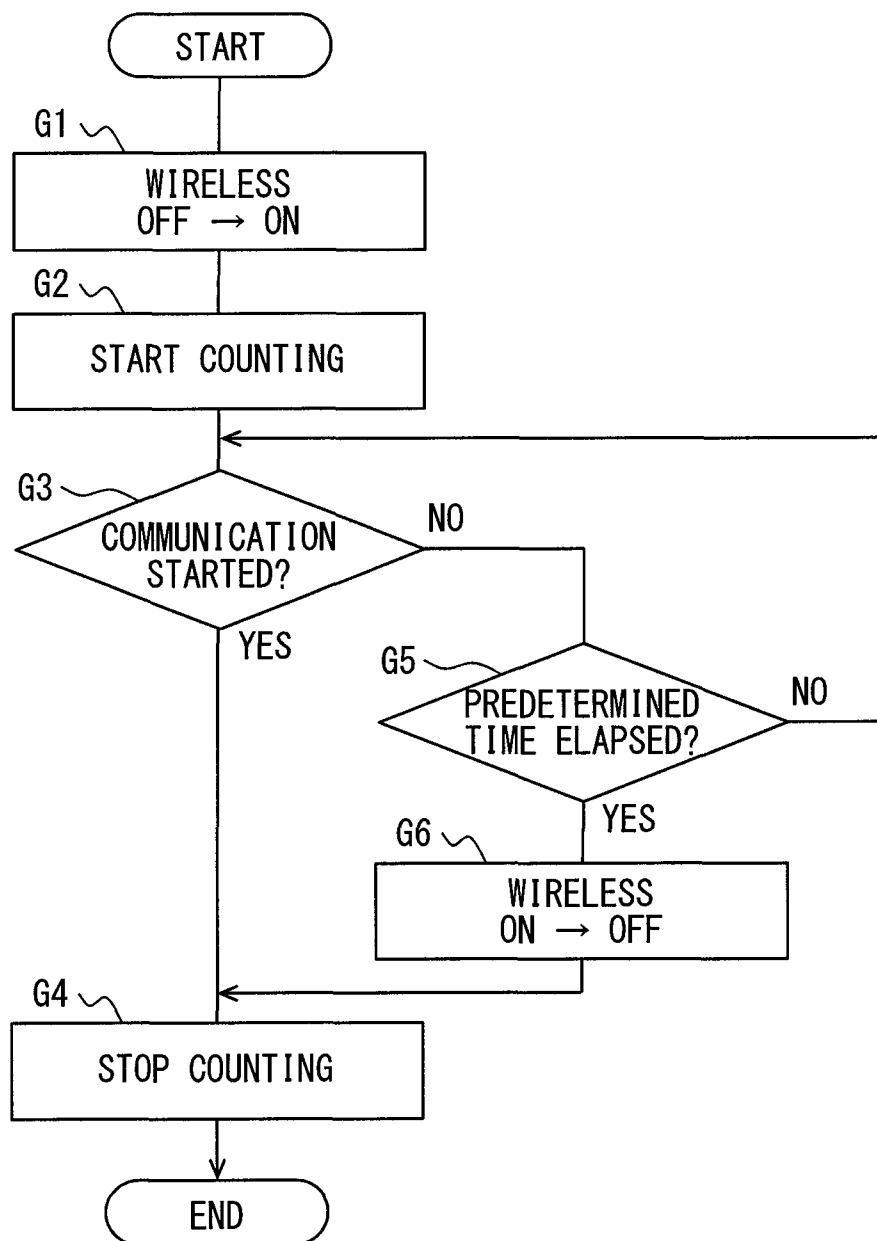 START
G1
WIRELESS
OFF → ON
G2
START COUNTING
G3
COMMUNICATION
STARTED?
NO
YES
G5
PREDETERMINED
TIME ELAPSED?
NO
YES
G6
WIRELESS
ON → OFF
G4
STOP COUNTING
END